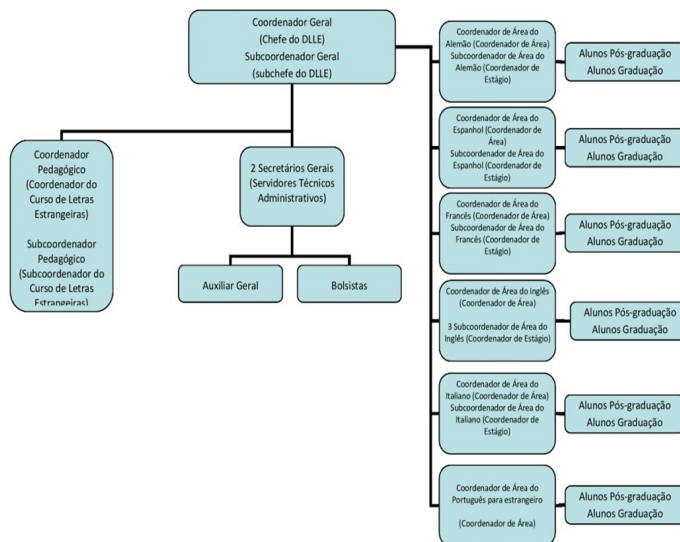 Coordenador Geral
(Chefe do DLLE)
Subcoordenador Geral
(subchefe do DLLE)
Coordenador
Pedagógico
(Coordenador do
Curso de Letras
Estrangeiras)
Subcoordenador
Pedagógico
(Subcoordenador do
Curso de Letras
Estrangeiras)
2 Secretários Gerais
(Servidores Técnicos
Administrativos)
Auxiliar Geral
Bolsistas
Coordenador de Área do
Alemão (Coordenador de Área)
Subcoordenador de Área do
Alemão (Coordenador de
Estágio)
Alunos Pós-graduação
Alunos Graduação
Coordenador de Área do
Espanhol (Coordenador de
Área)
Subcoordenador de Área do
Espanhol (Coordenador de
Estágio)
Alunos Pós-graduação
Alunos Graduação
Coordenador de Área do
Francês (Coordenador de Área)
Subcoordenador de Área do
Francês (Coordenador de
Estágio)
Alunos Pós-graduação
Alunos Graduação
Coordenador de Área do Inglês
(Coordenador de Área)
3 Subcoordenador de Área do
Inglês (Coordenador de Estágio)
Alunos Pós-graduação
Alunos Graduação
Coordenador de Área do
Italiano (Coordenador de Área)
Subcoordenador de Área do
Italiano (Coordenador de
Estágio)
Alunos Pós-graduação
Alunos Graduação
Coordenador de Área do
Português para estrangeiro
(Coordenador de Área)
Alunos Pós-graduação
Alunos Graduação